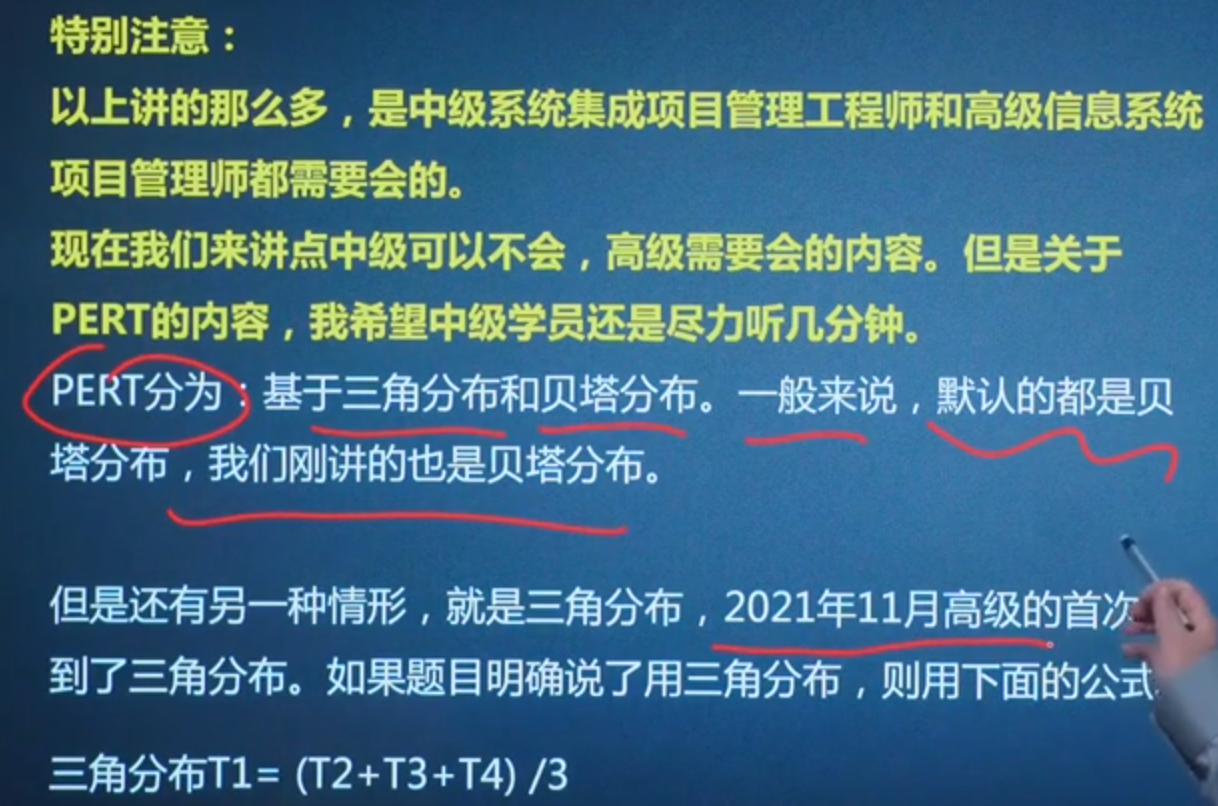 特别注意：
以上讲的那么多，是中级系统集成项目管理工程师和高级信息系统
项目管理师都需要会的。
现在我们来讲点中级可以不会，高级需要会的内容。但是关于
PERT的内容，我希望中级学员还是尽力听几分钟。
PERT分为：基于三角分布和贝塔分布。一般来说，默认的都是贝
塔分布，我们刚讲的也是贝塔分布。
但是还有另一种情形，就是三角分布，2021年11月高级的首次
到了三角分布。如果题目明确说了用三角分布，则用下面的公式
三角分布T1= (T2+T3+T4) /3